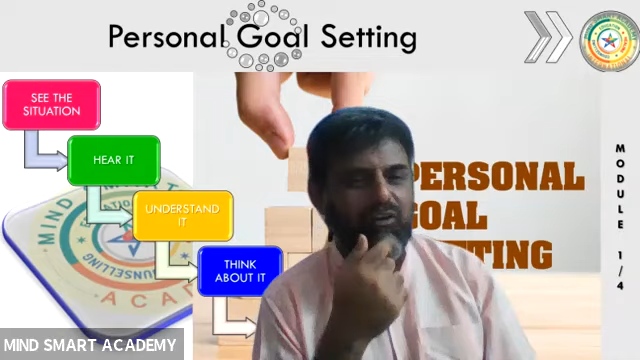 Personal Goal Setting
SEE THE
SITUATION
HEAR IT
UNDERSTAND
IT
THINK
ABOUT IT
PERSONAL
GOAL
TING
MODULE 1/4
MIND SMART ACADEMY